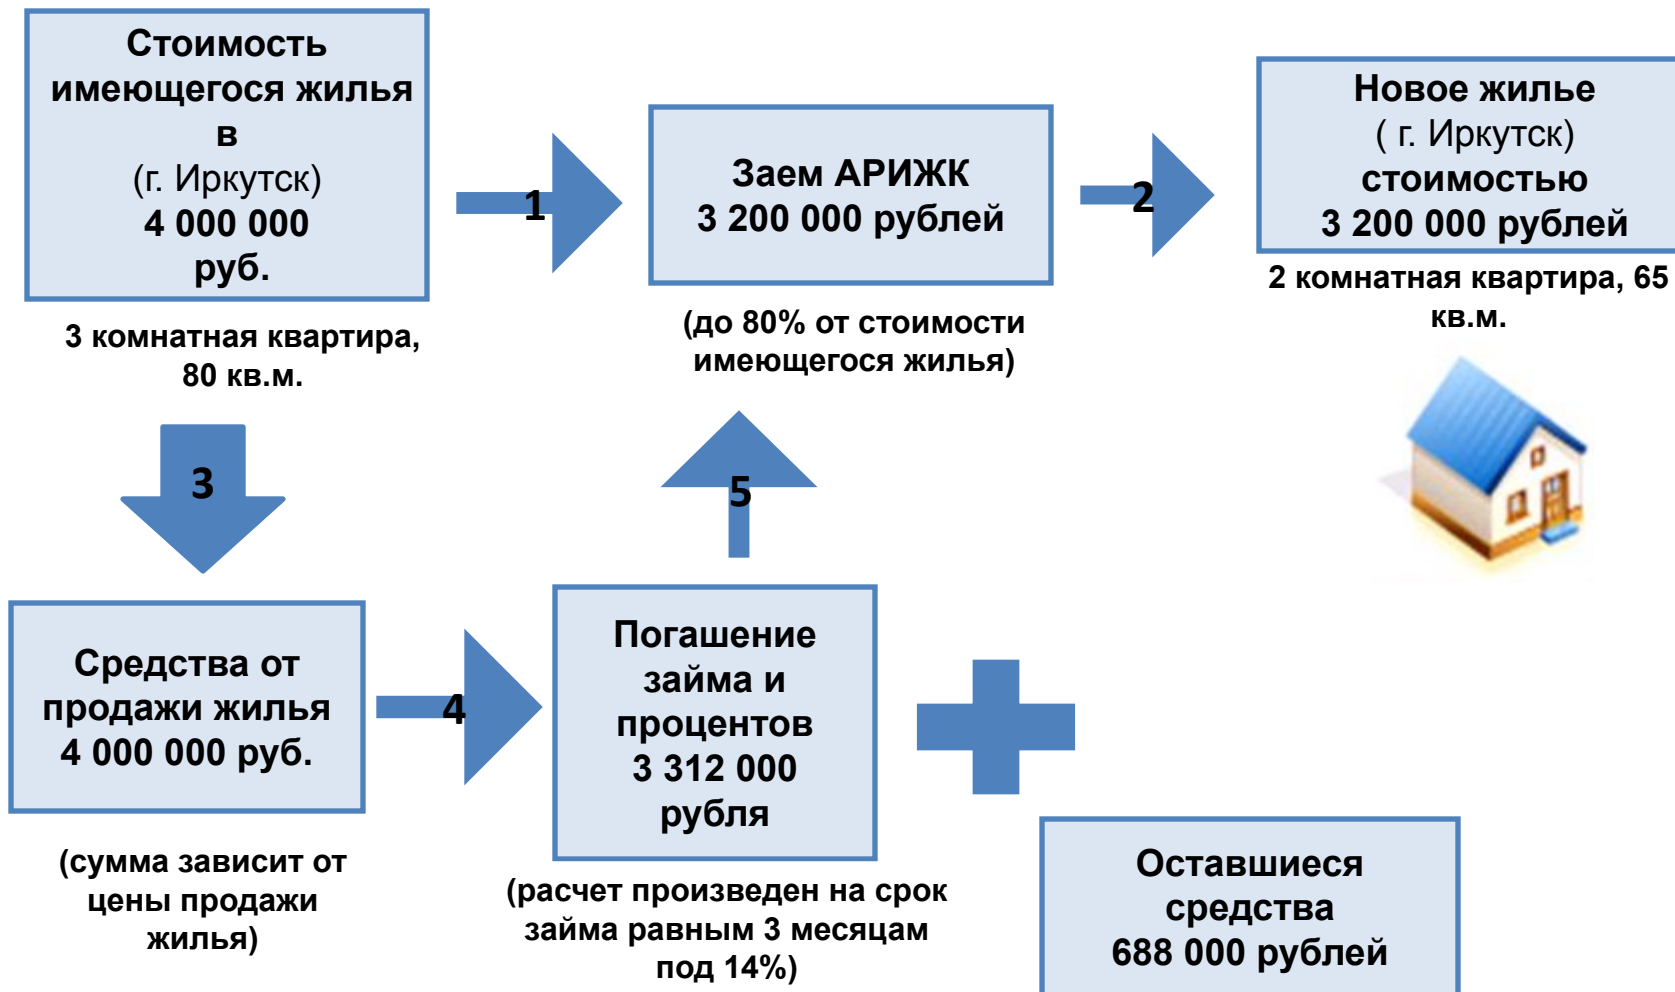 Стоимость
имеющегося жилья
в
(г. Иркутск)
4 000 000
руб.
3 комнатная квартира,
80 кв.м.
1
Заем АРИЖК
3 200 000 рублей
(до 80% от стоимости
имеющегося жилья)
2
Новое жилье
( г. Иркутск)
стоимостью
3 200 000 рублей
2 комнатная квартира, 65
кв.м.
3
Средства от
продажи жилья
4 000 000 руб.
(сумма зависит от
цены продажи
жилья)
4
5
Погашение
займа и
процентов
3 312 000
рубля
(расчет произведен на срок
займа равным 3 месяцам
под 14%)
Оставшиеся
средства
688 000 рублей